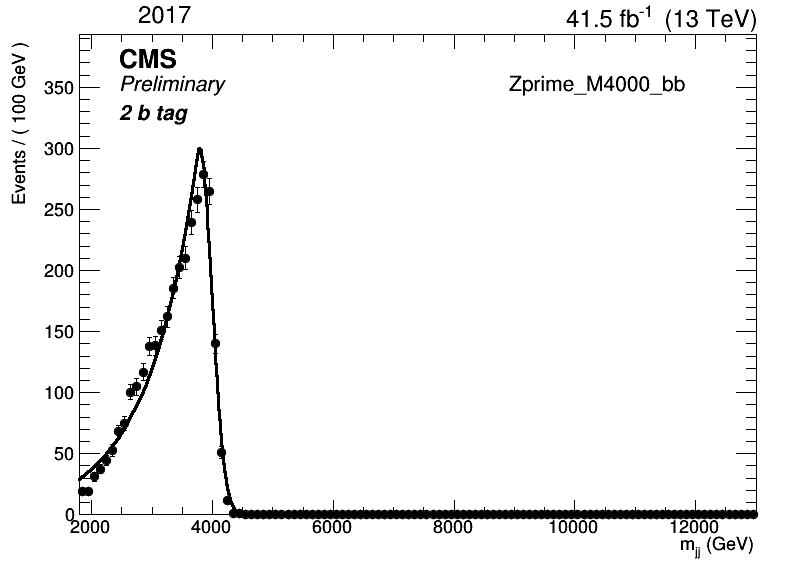 2017
41.5 fb-1 (13 TeV)
CMS
Preliminary
2 b tag
Zprime_M4000_bb
Events / ( 100 GeV )
350
300
250
200
150
100
50
0
2000 4000 6000 8000 10000 12000
mjj (GeV)